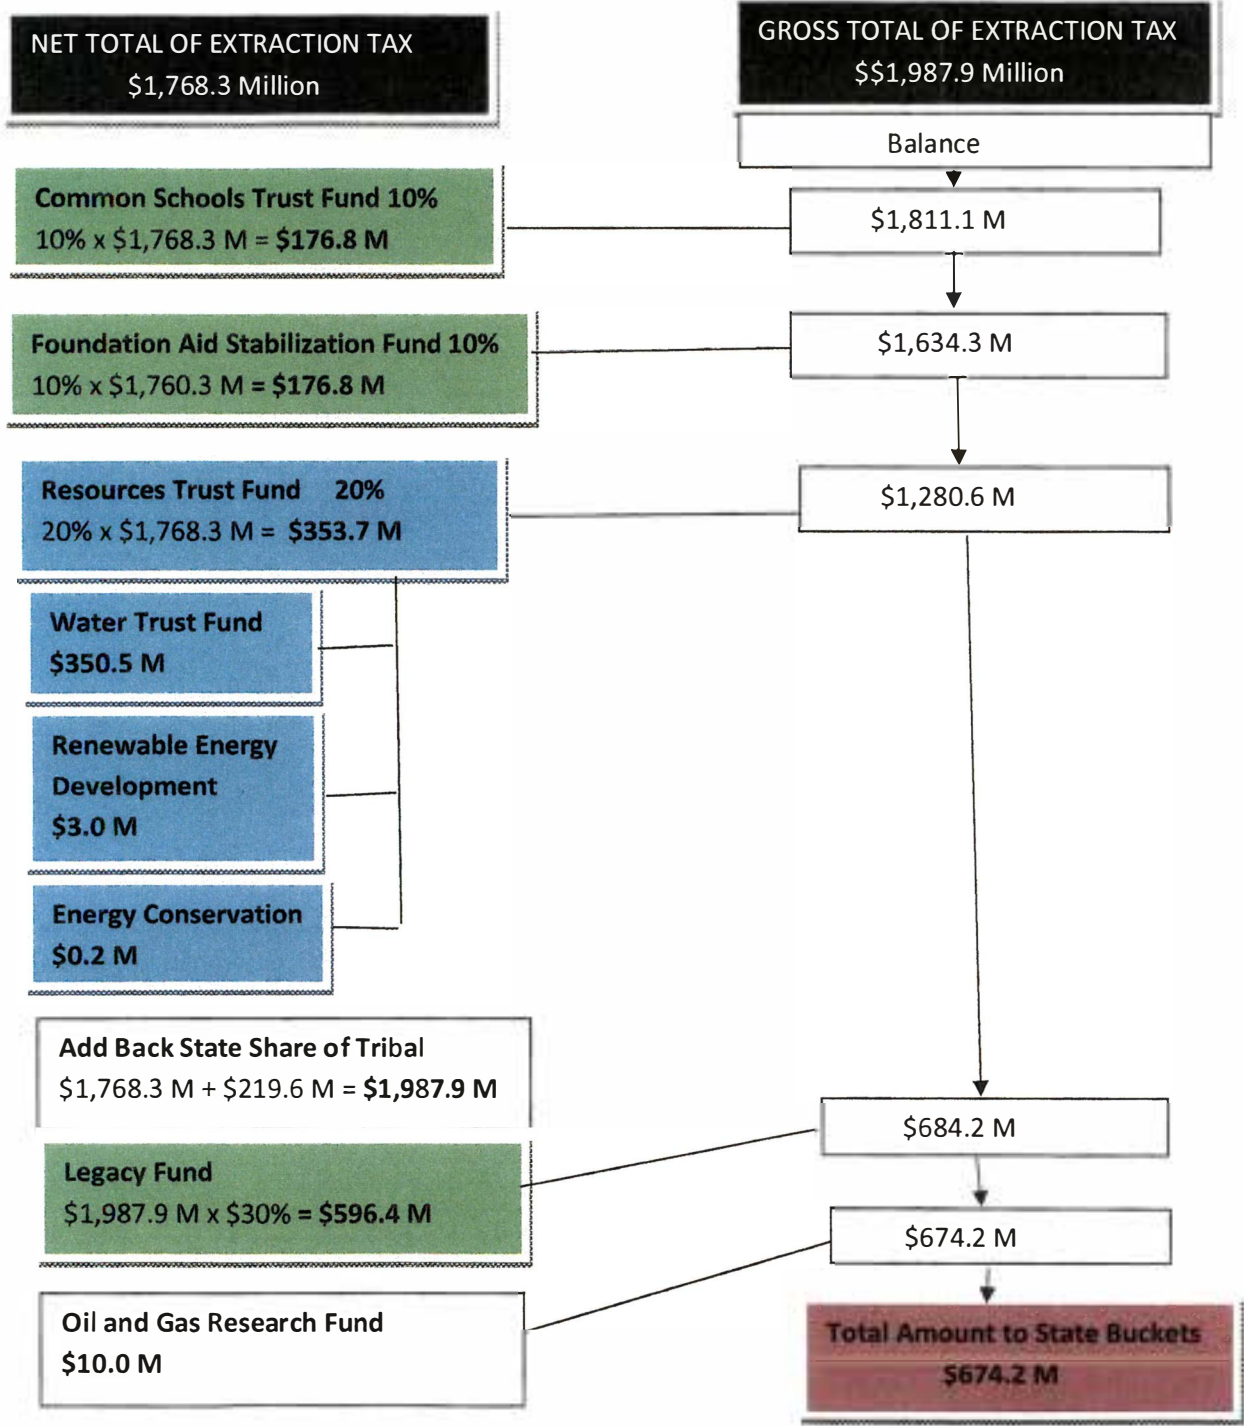 NET TOTAL OF EXTRACTION TAX
$1,768.3 Million
GROSS TOTAL OF EXTRACTION TAX
$$1,987.9 Million
Balance
Common Schools Trust Fund 10%
10% x $1,768.3 M = $176.8 M
$1,811.1 M
Foundation Aid Stabilization Fund 10%
10% x $1,760.3 M = $176.8 M
$1,634.3 M
Resources Trust Fund 20%
20% x $1,768.3 M = $353.7 M
$1,280.6 M
Water Trust Fund
$350.5 M
Renewable Energy
Development
$3.0 M
Energy Conservation
$0.2 M
Add Back State Share of Tribal
$1,768.3 M + $219.6 M = $1,987.9 M
$684.2 M
Legacy Fund
$1,987.9 M x $30% = $596.4 M
$674.2 M
Oil and Gas Research Fund
$10.0 M
Total Amount to State Buckets
$674.2 M